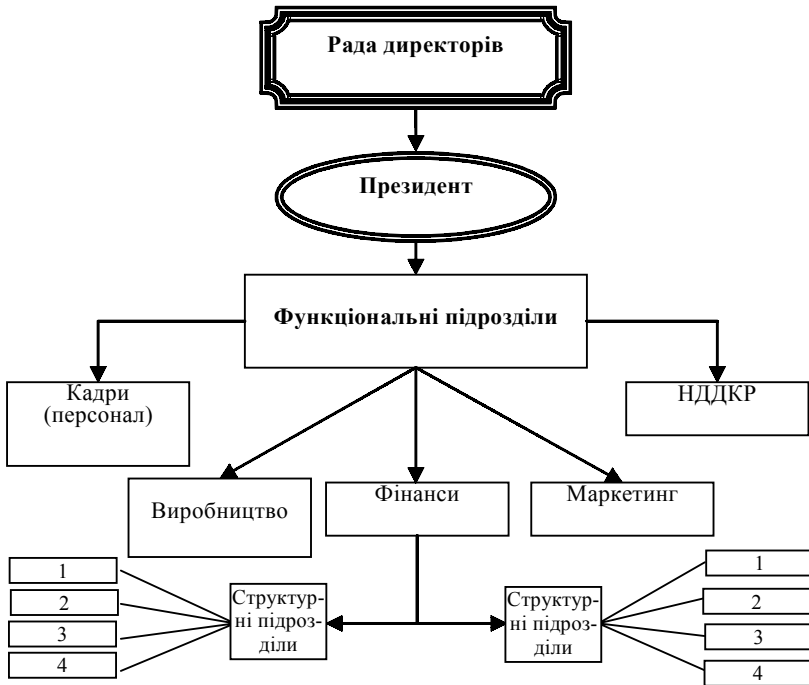 Рада директорів
Президент
Функціональні підрозділи
Кадри
(персонал)
НДДКР
Виробництво
Фінанси
Маркетинг
1
2
3
4
Структур-
ні підроз-
діли
Структур-
ні підроз-
діли
1
2
3
4